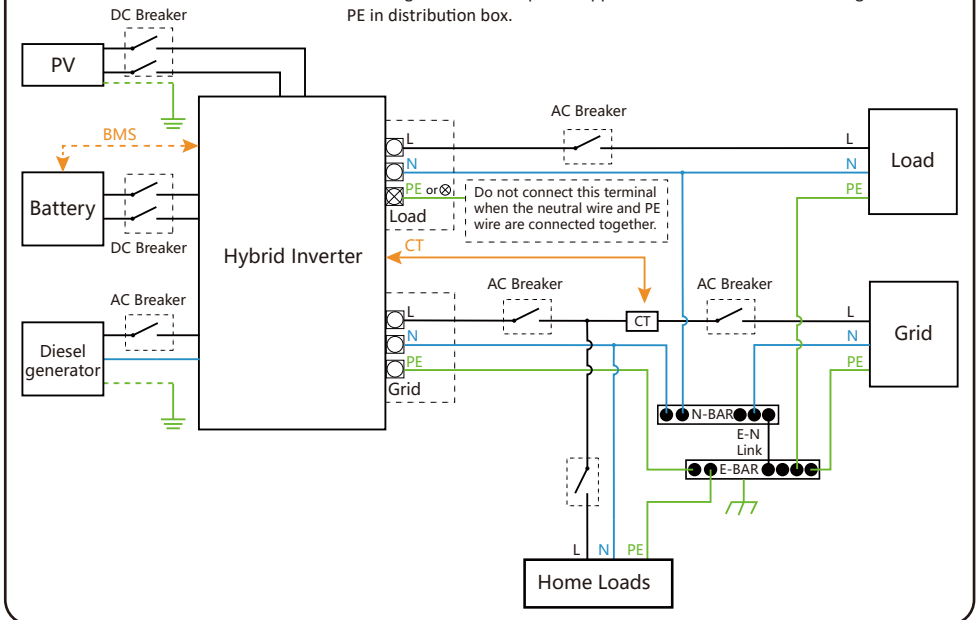 PE in distribution box.
DC Breaker
PV
BMS
Battery
DC Breaker
AC Breaker
Diesel
generator
Hybrid Inverter
L
N
PE or⊗
Load
Do not connect this terminal
when the neutral wire and PE
wire are connected together.
CT
L
N
PE
Grid
AC Breaker
L
N
PE
Load
AC Breaker
CT
AC Breaker
L
N
PE
Grid
N-BAR
E-N
Link
E-BAR
L N PE
Home Loads